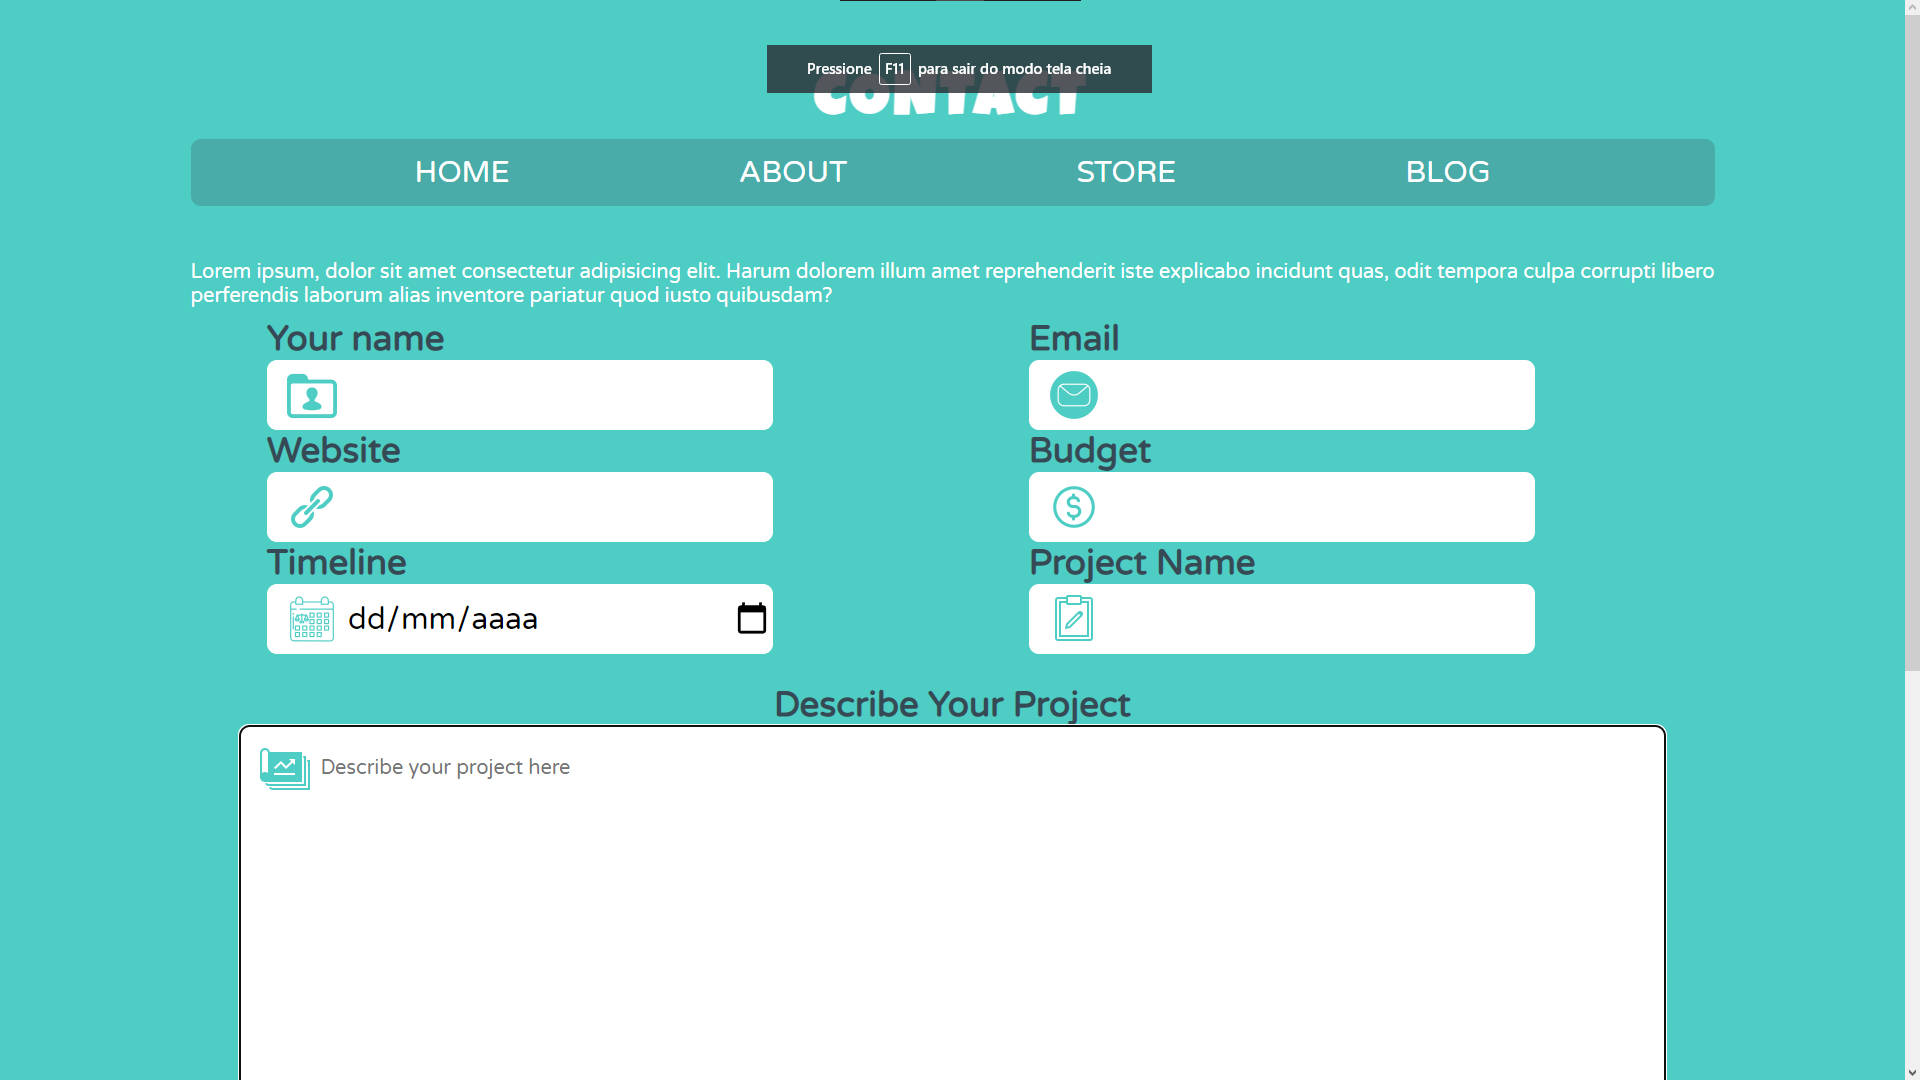 Pressione F11 para sair do modo tela cheia
CONTACT
HOME ABOUT STORE BLOG
Lorem ipsum, dolor sit amet consectetur adipisicing elit. Harum dolorem illum amet reprehenderit iste explicabo incidunt quas, odit tempora culpa corrupti libero
perferendis laborum alias inventore pariatur quod iusto quibusdam?
Your name Email
Website Budget
$
Timeline Project Name
dd/mm/aaaa
Describe Your Project
Describe your project here